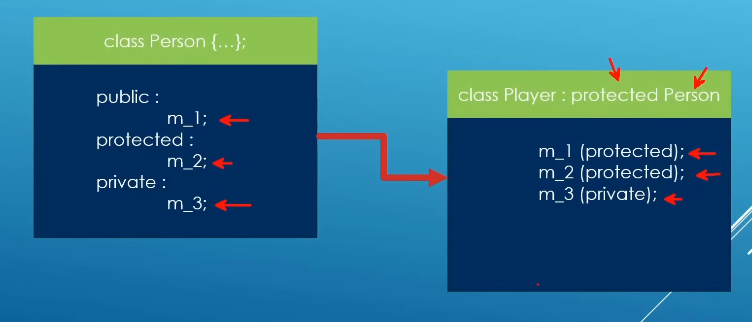 class Person {...};
public :
m_1;
protected :
m_2;
private :
m_3;
class Player : protected Person
m_1 (protected);
m_2 (protected);
m_3 (private);